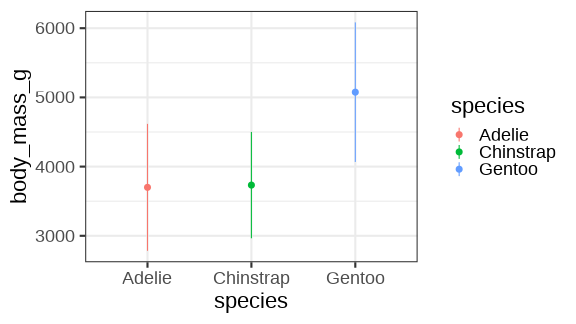 6000
5000
4000
3000
body_mass_g
Adelie Chinstrap Gentoo
species
species
Adelie
Chinstrap
Gentoo